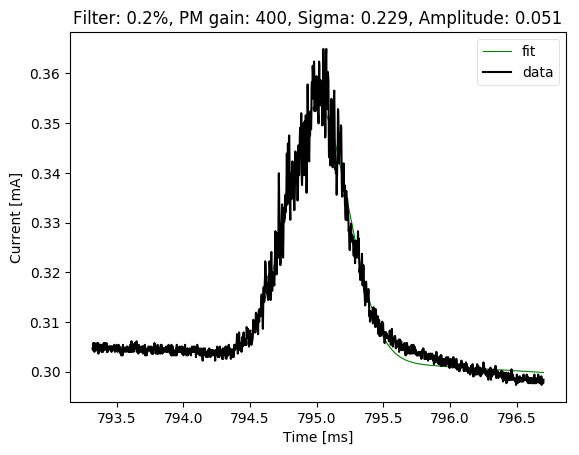 Filter: 0.2%, PM gain: 400, Sigma: 0.229, Amplitude: 0.051
fit
data
Current [mA]
0.36
0.35
0.34
0.33
0.32
0.31
0.30
793.5 794.0 794.5 795.0 795.5 796.0 796.5
Time [ms]